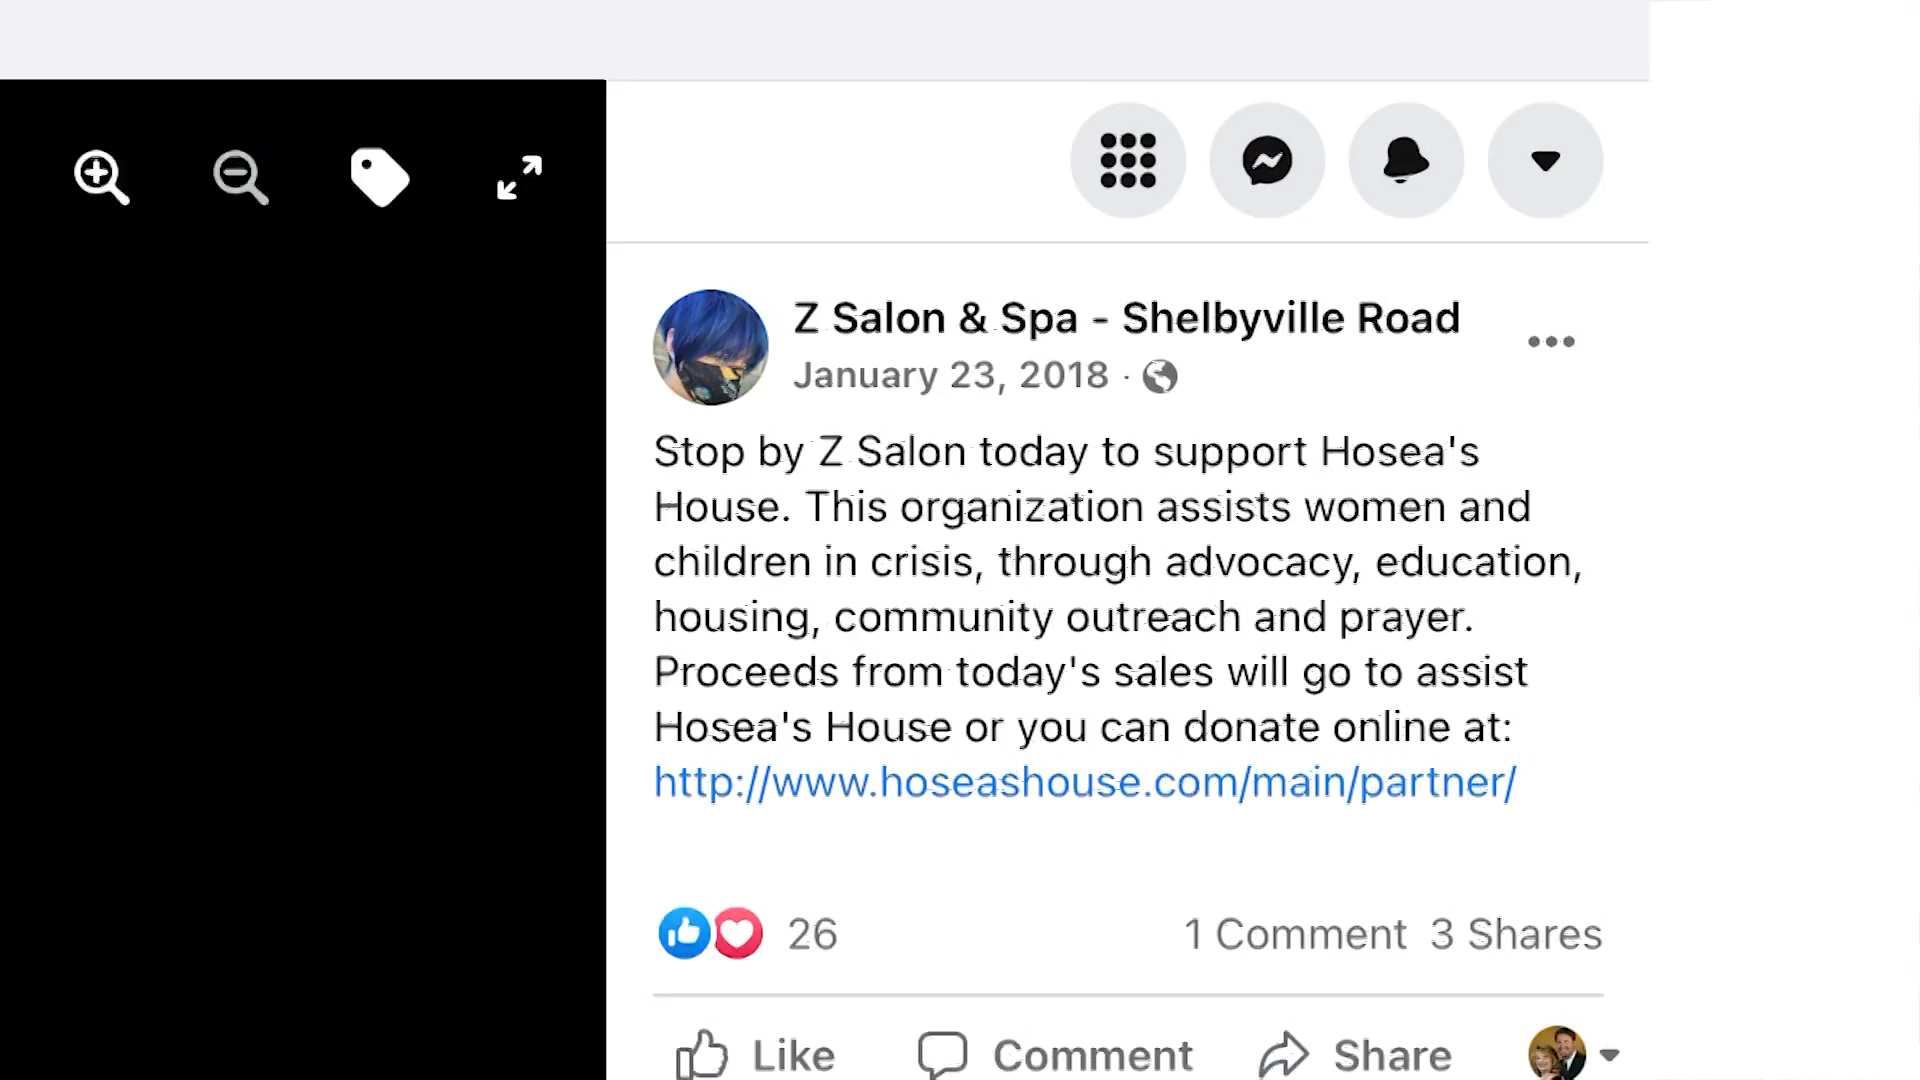 Z Salon & Spa - Shelbyville Road
January 23, 2018 ·
Stop by Z Salon today to support Hosea's
House. This organization assists women and
children in crisis, through advocacy, education,
housing, community outreach and prayer.
Proceeds from today's sales will go to assist
Hosea's House or you can donate online at:
http://www.hoseashouse.com/main/partner/
26 1 Comment 3 Shares
Like Comment Share